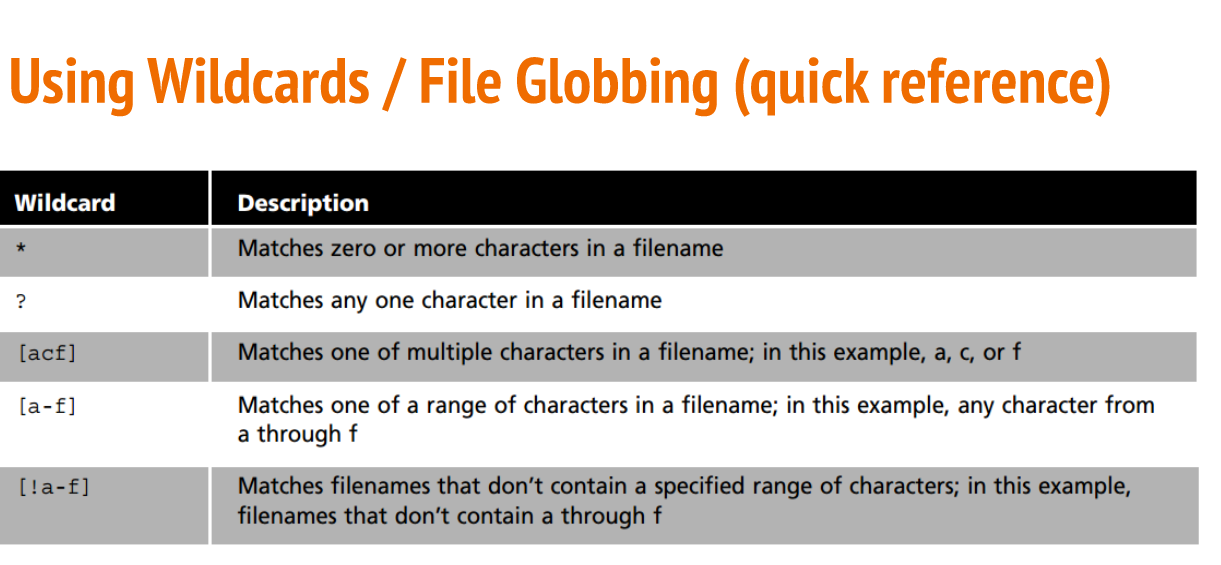 Using Wildcards / File Globbing (quick reference)
Wildcard Description
* Matches zero or more characters in a filename
? Matches any one character in a filename
[acf] Matches one of multiple characters in a filename; in this example, a, c, or f
[a-f] Matches one of a range of characters in a filename; in this example, any character from
a through f
[!a-f] Matches filenames that don’t contain a specified range of characters; in this example,
filenames that don’t contain a through f